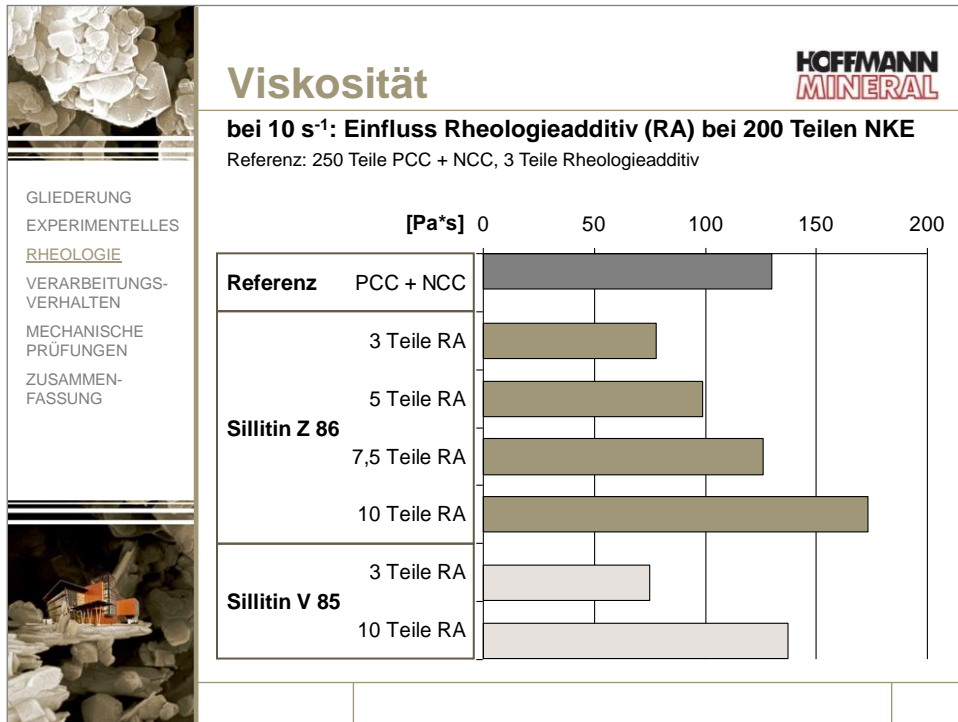 Viskosität
HOFFMANN
MINERAL
bei 10 s⁻¹: Einfluss Rheologieadditiv (RA) bei 200 Teilen NKE
Referenz: 250 Teile PCC + NCC, 3 Teile Rheologieadditiv
GLIEDERUNG
EXPERIMENTELLES
RHEOLOGIE
VERARBEITUNGS-
VERHALTEN
MECHANISCHE
PRÜFUNGEN
ZUSAMMEN-
FASSUNG
[Pa*s] 0 50 100 150 200
Referenz PCC + NCC
3 Teile RA
5 Teile RA
Sillitin Z 86
7,5 Teile RA
10 Teile RA
3 Teile RA
Sillitin V 85
10 Teile RA